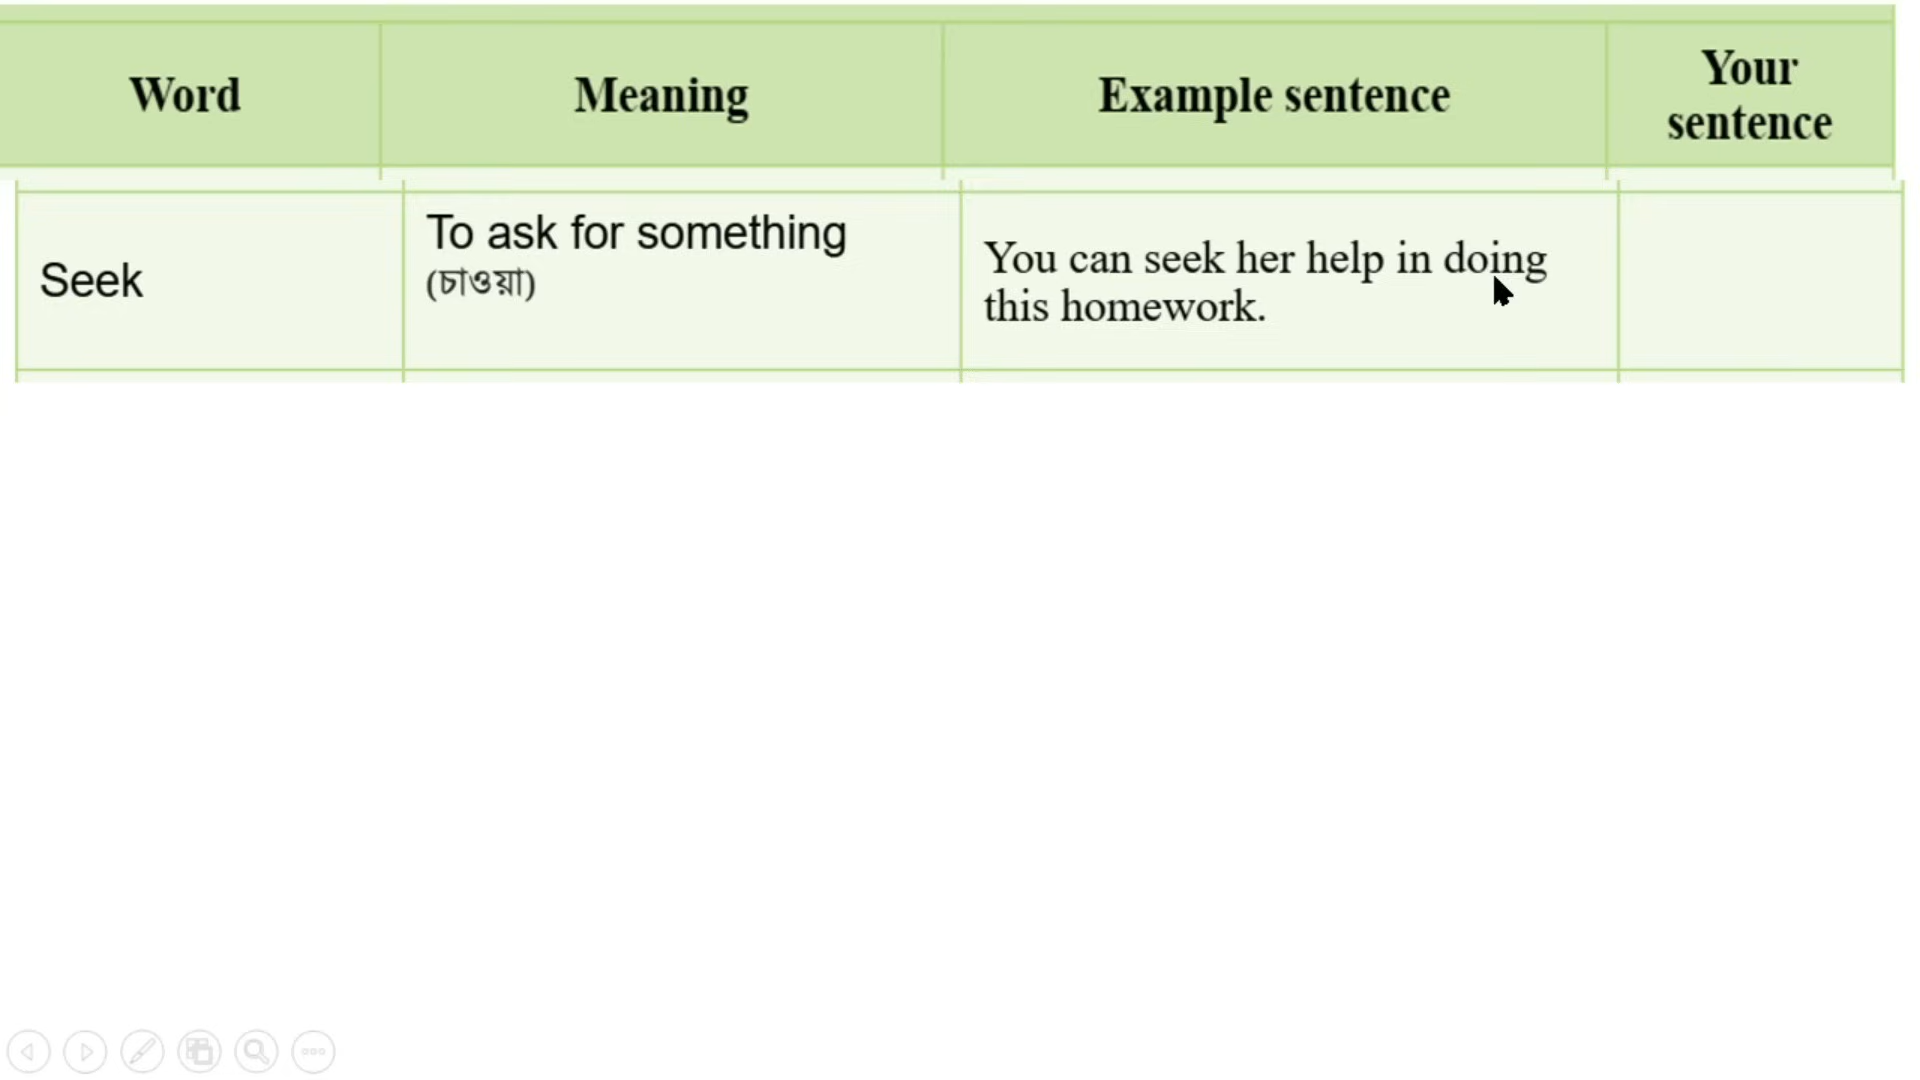 Word
Meaning
Example sentence
Your
sentence
Seek
To ask for something
(চাওয়া)
You can seek her help in doing
this homework.